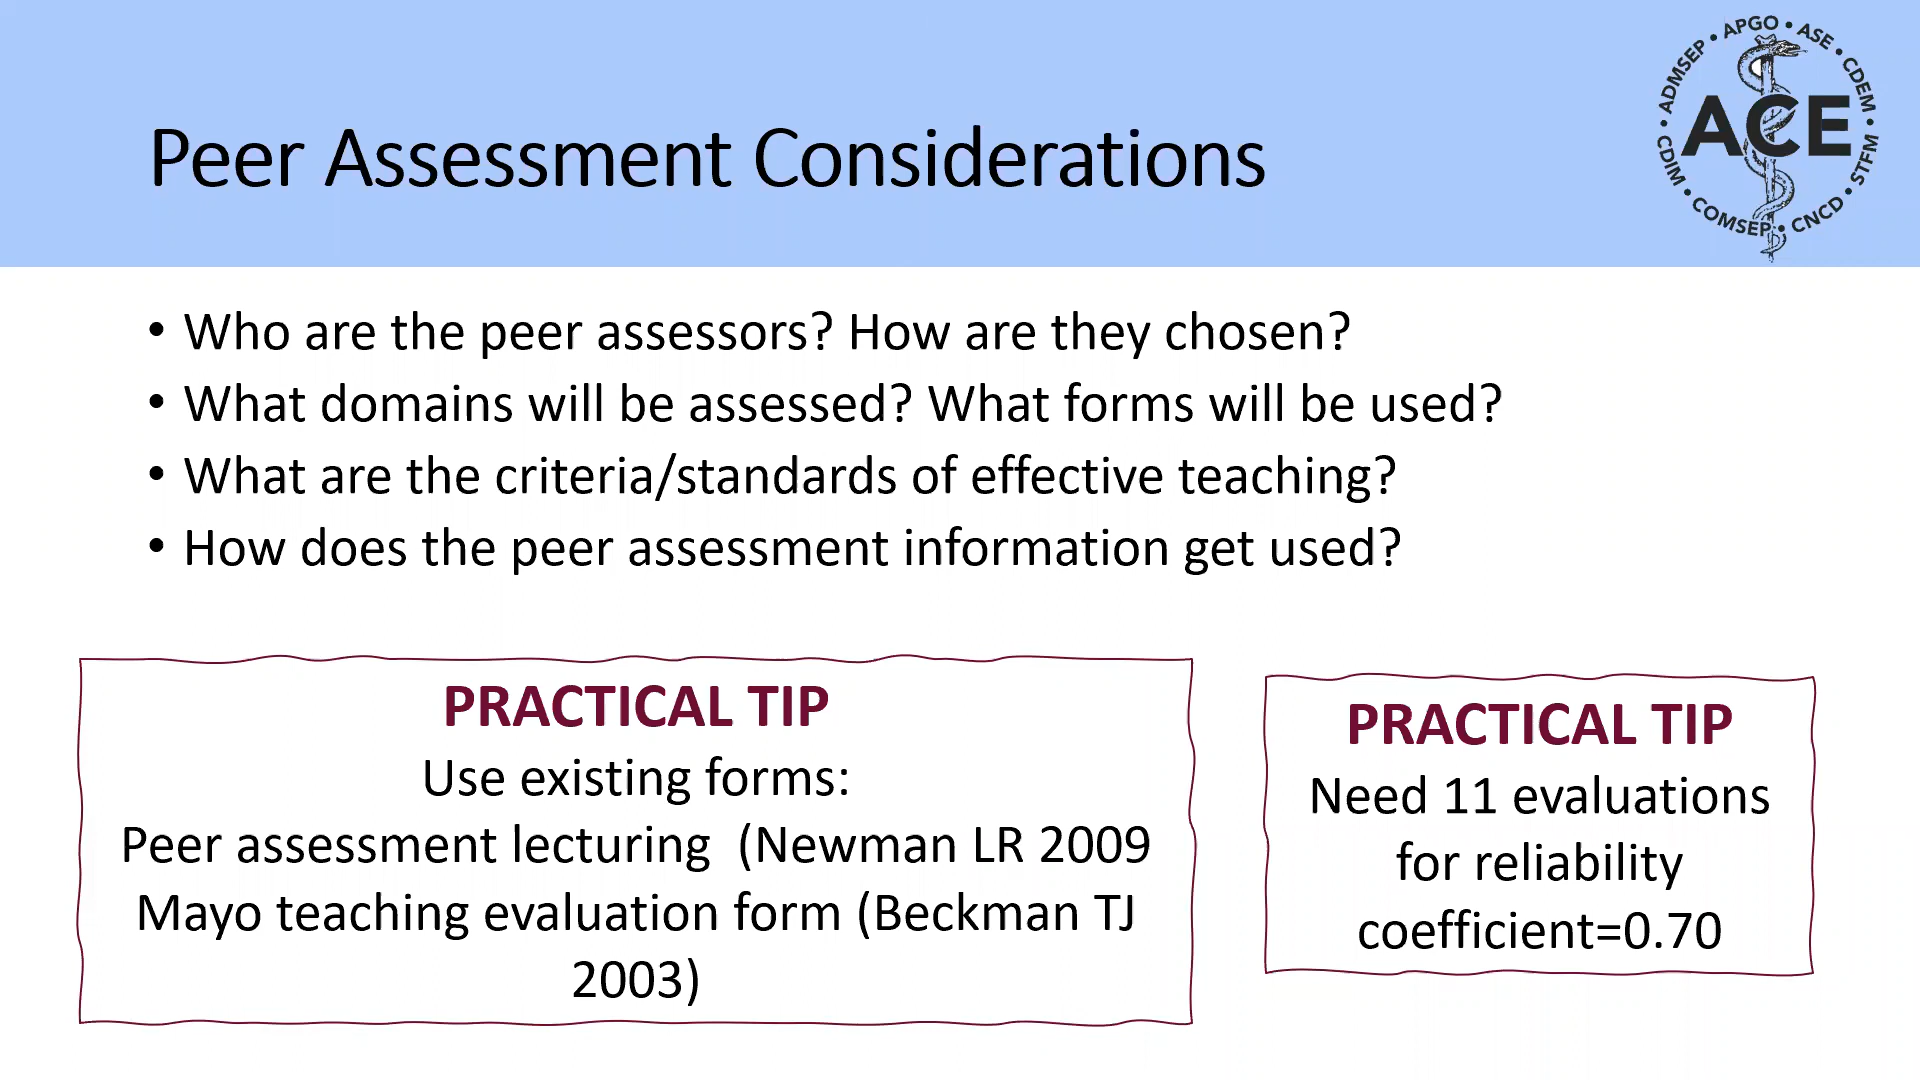 Peer Assessment Considerations
ADMSEP • APGO • ASE • CDEM • STFM • CNCD • COMSEP • CDIM •
ACE
• Who are the peer assessors? How are they chosen?
• What domains will be assessed? What forms will be used?
• What are the criteria/standards of effective teaching?
• How does the peer assessment information get used?
PRACTICAL TIP
Use existing forms:
Peer assessment lecturing (Newman LR 2009
Mayo teaching evaluation form (Beckman TJ
2003)
PRACTICAL TIP
Need 11 evaluations
for reliability
coefficient=0.70